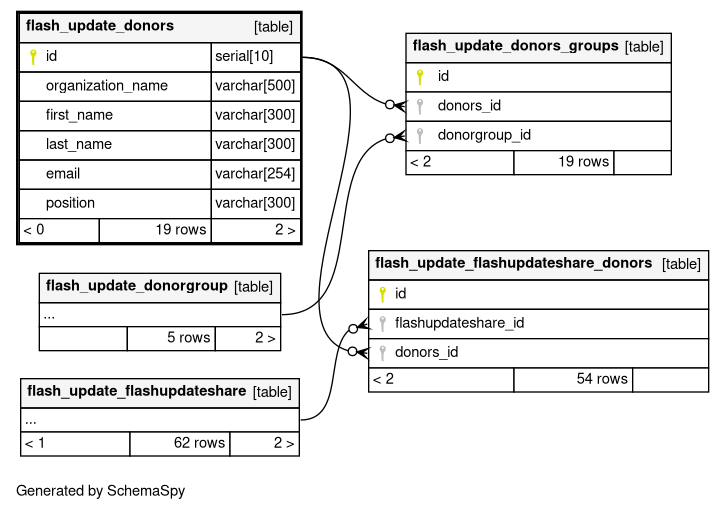 flash_update_donors [table]
id serial[10]
organization_name varchar[500]
first_name varchar[300]
last_name varchar[300]
email varchar[254]
position varchar[300]
< 0 19 rows 2 >
flash_update_donors_groups [table]
id
donors_id
donorgroup_id
< 2 19 rows
flash_update_donorgroup [table]
...
5 rows 2 >
flash_update_flashupdateshare_donors [table]
id
flashupdateshare_id
donors_id
< 2 54 rows
flash_update_flashupdateshare [table]
...
< 1 62 rows 2 >
Generated by SchemaSpy